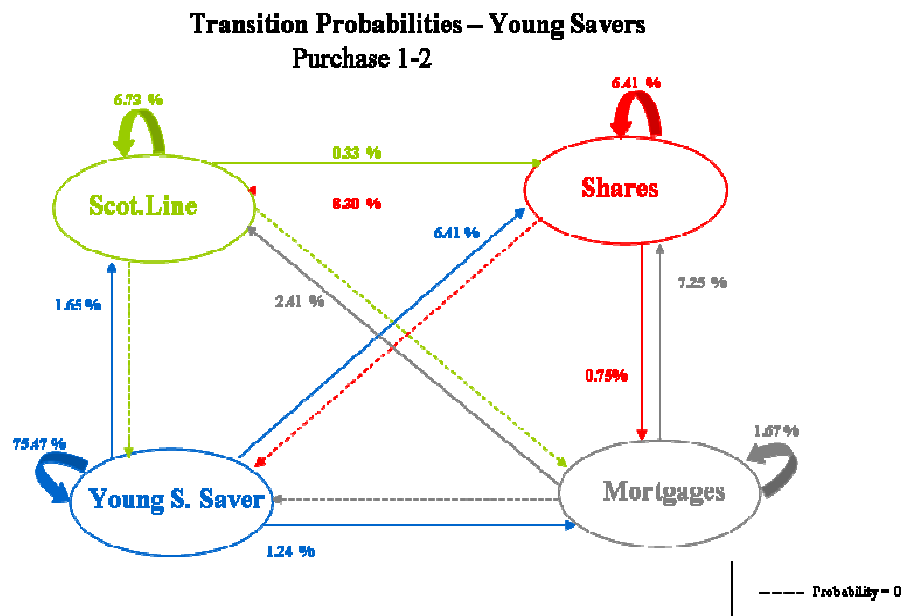 Transition Probabilities – Young Savers
Purchase 1-2
6.73 %
6.41 %
0.33 %
Scot.Line
Shares
8.30 %
6.41 %
1.65 %
2.41 %
7.25 %
0.75%
75.47 %
1.67 %
Young S. Saver
Mortgages
1.24 %
Probability = 0